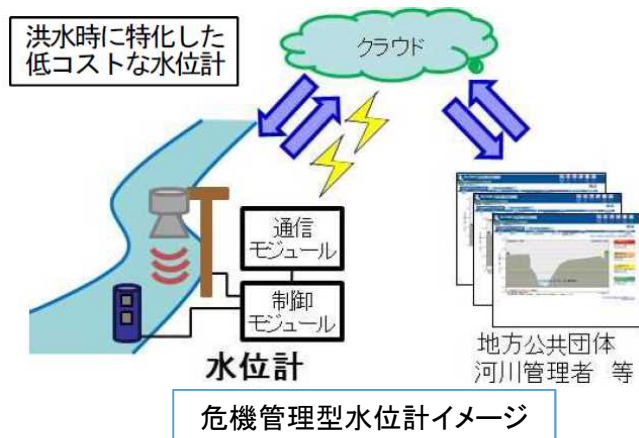 洪水時に特化した
低コストな水位計
クラウド
通信
モジュール
制御
モジュール
水位計
地方公共団体
河川管理者 等
危機管理型水位計イメージ